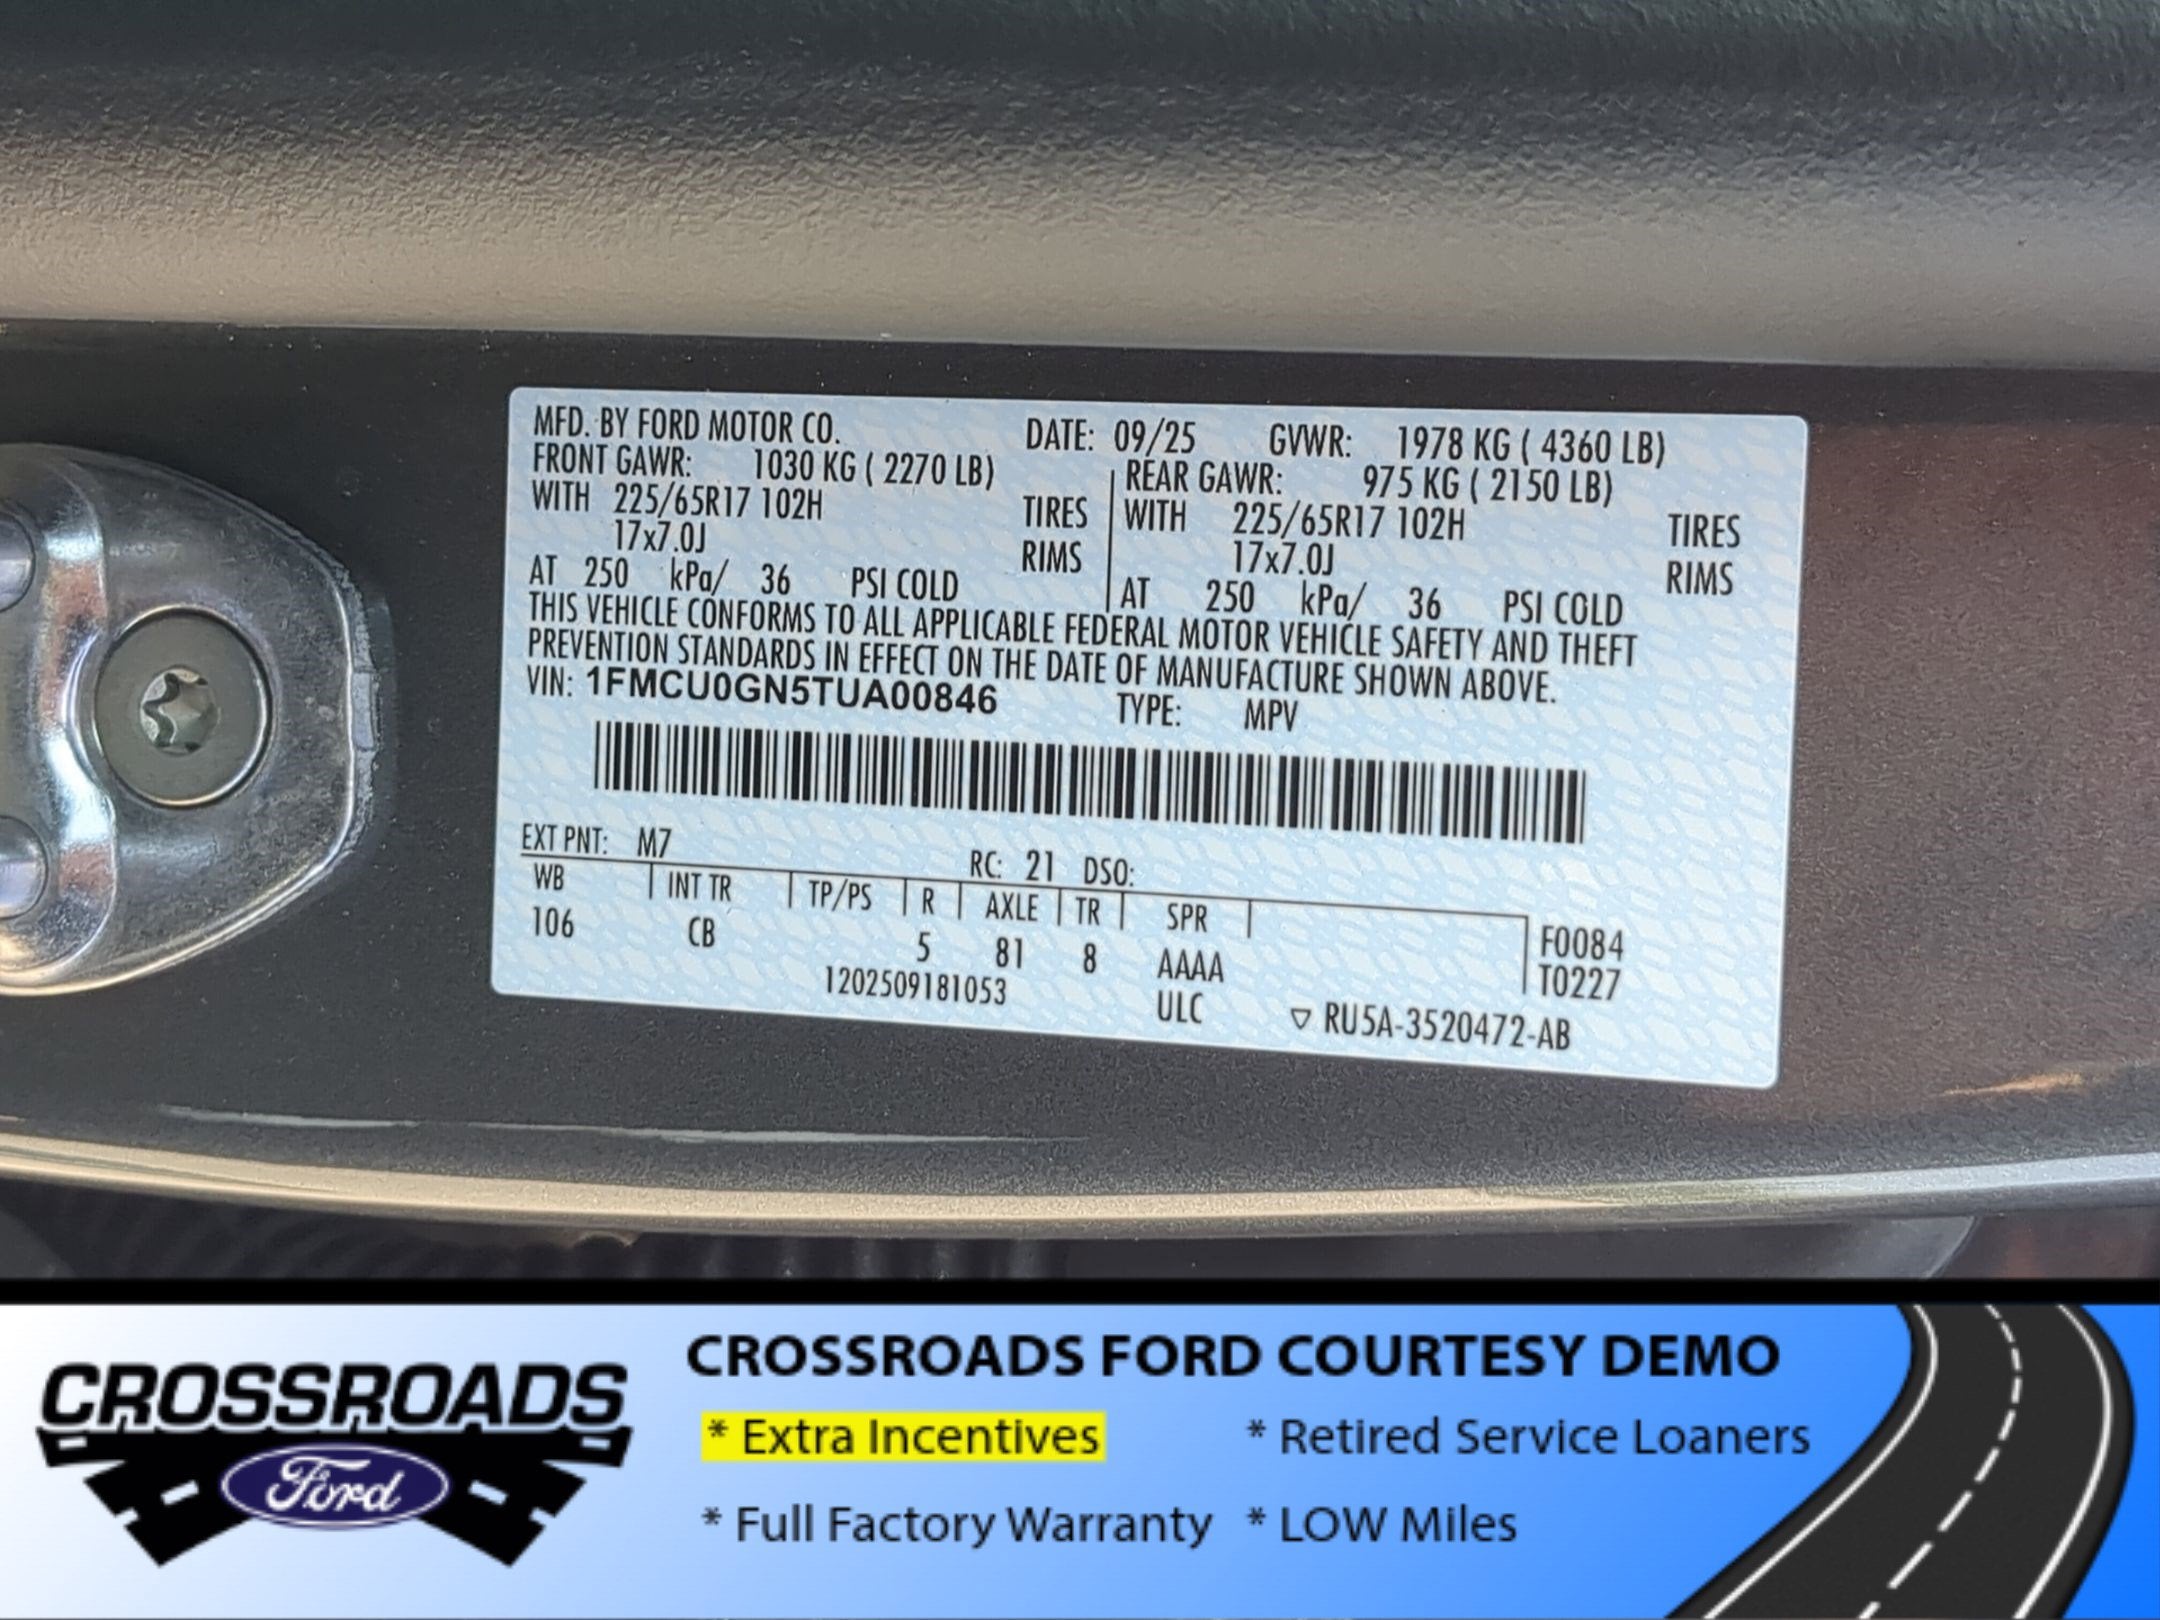 MFD. BY FORD MOTOR CO. DATE: 09/25 GVWR: 1978 KG ( 4360 LB)
FRONT GAWR: 1030 KG ( 2270 LB) REAR GAWR: 975 KG ( 2150 LB)
WITH 225/65R17 102H TIRES WITH 225/65R17 102H TIRES
17x7.0J RIMS 17x7.0J RIMS
AT 250 kPa/ 36 PSI COLD AT 250 kPa/ 36 PSI COLD
THIS VEHICLE CONFORMS TO ALL APPLICABLE FEDERAL MOTOR VEHICLE SAFETY AND THEFT
PREVENTION STANDARDS IN EFFECT ON THE DATE OF MANUFACTURE SHOWN ABOVE.
VIN: 1FMCU0GN5TUA00846 TYPE: MPV
EXT PNT: M7 RC: 21 DSO:
WB INT TR TP/PS R AXLE TR SPR
106 CB 5 81 8 AAAA F0084
1202509181053 ULC T0227
▽ RU5A-3520472-AB
CROSSROADS
Ford
CROSSROADS FORD COURTESY DEMO
* Extra Incentives * Retired Service Loaners
* Full Factory Warranty * LOW Miles